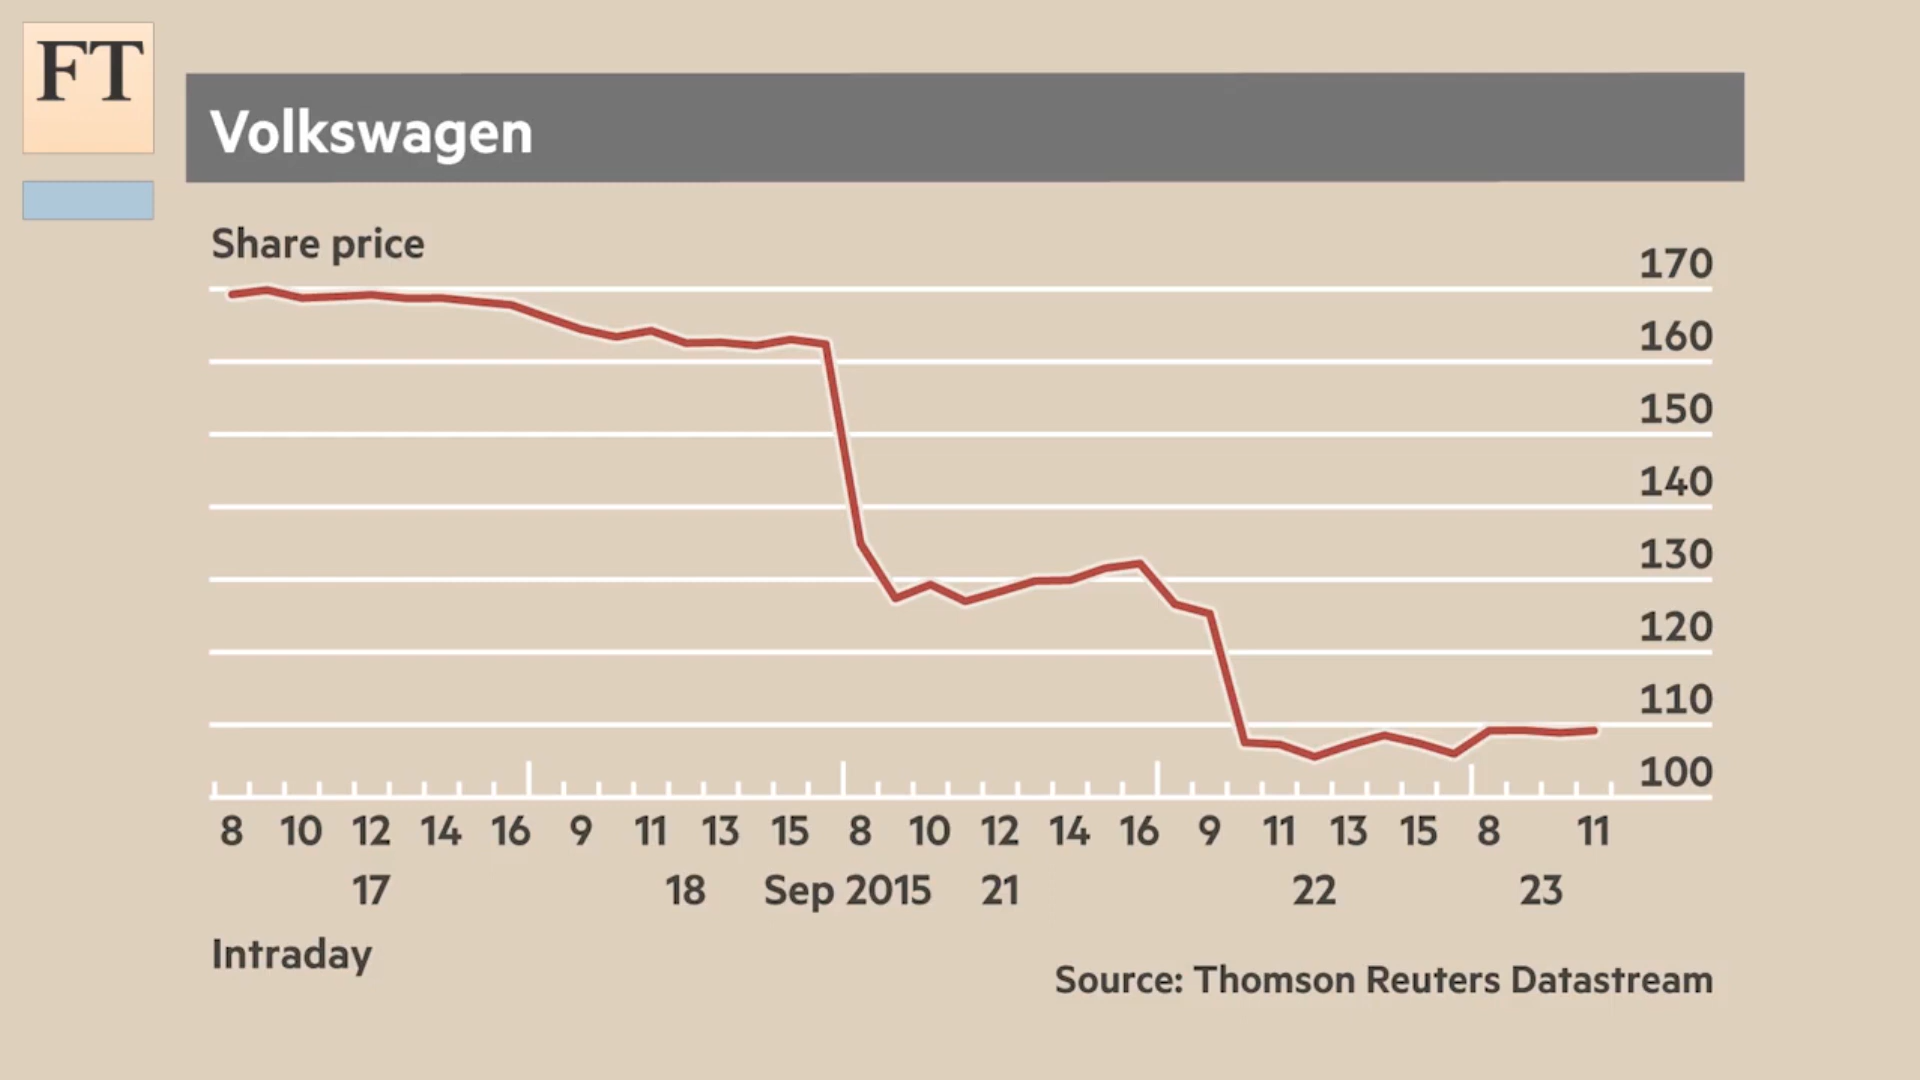 FT
Volkswagen
Share price
170
160
150
140
130
120
110
100
8 10 12 14 16 9 11 13 15 8 10 12 14 16 9 11 13 15 8 11
17 18 Sep 2015 21 22 23
Intraday
Source: Thomson Reuters Datastream